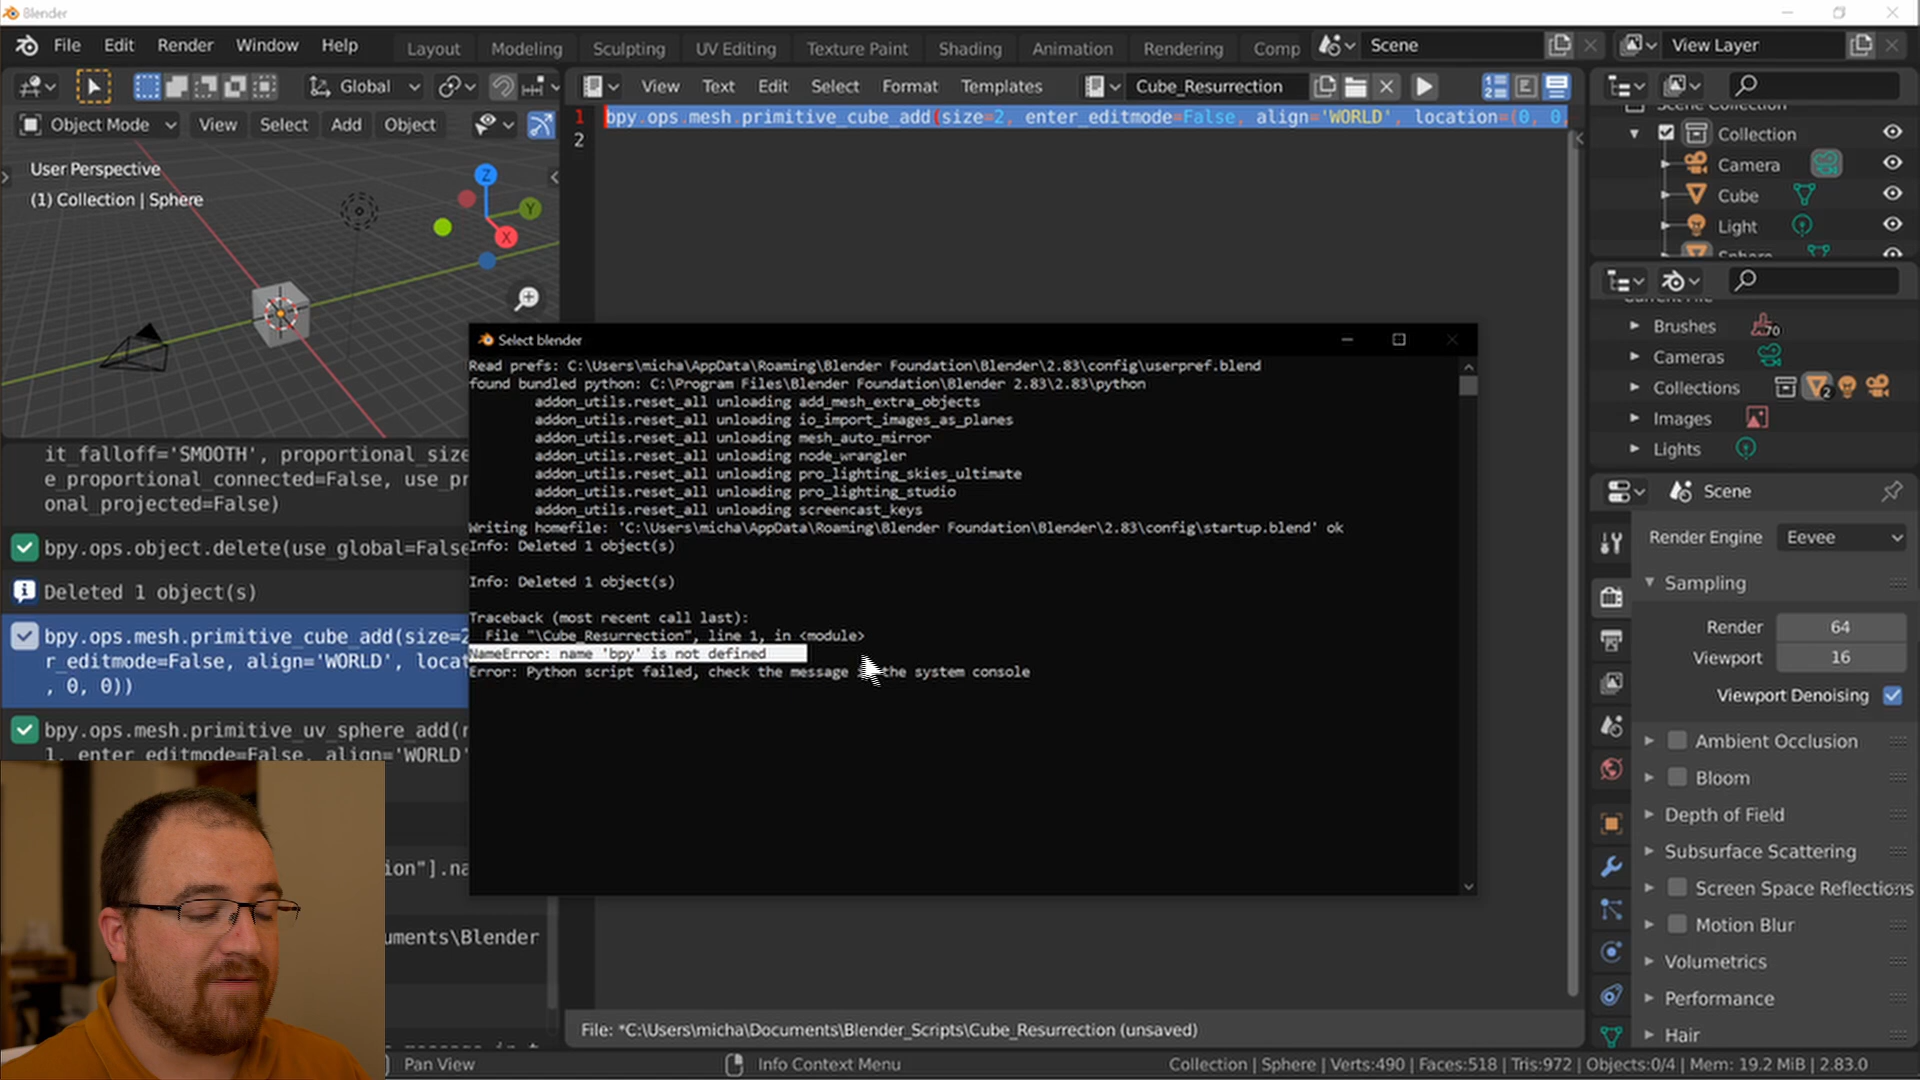 Blender
File Edit Render Window Help
Layout Modeling Sculpting UV Editing Texture Paint Shading Animation Rendering Comp
Scene
View Layer
Global
View Text Edit Select Format Templates
Cube_Resurrection
Object Mode View Select Add Object
1 bpy.ops.mesh.primitive_cube_add(size=2, enter_editmode=False, align='WORLD', location=(0, 0,
2
User Perspective
(1) Collection | Sphere
Z
Y
X
Scene Collection
Collection
Camera
Cube
Light
Sphere
Current File
Brushes 70
Cameras
Collections 2
Images
Lights
Select blender
Read prefs: C:\Users\micha\AppData\Roaming\Blender Foundation\Blender\2.83\config\userpref.blend
found bundled python: C:\Program Files\Blender Foundation\Blender 2.83\2.83\python
addon_utils.reset_all unloading add_mesh_extra_objects
addon_utils.reset_all unloading io_import_images_as_planes
addon_utils.reset_all unloading mesh_auto_mirror
addon_utils.reset_all unloading node_wrangler
addon_utils.reset_all unloading pro_lighting_skies_ultimate
addon_utils.reset_all unloading pro_lighting_studio
addon_utils.reset_all unloading screencast_keys
Writing homefile: 'C:\Users\micha\AppData\Roaming\Blender Foundation\Blender\2.83\config\startup.blend' ok
Info: Deleted 1 object(s)
Info: Deleted 1 object(s)
Traceback (most recent call last):
File "\Cube_Resurrection", line 1, in <module>
NameError: name 'bpy' is not defined
Error: Python script failed, check the message the system console
it_falloff='SMOOTH', proportional_size
e_proportional_connected=False, use_pr
onal_projected=False)
bpy.ops.object.delete(use_global=False
Deleted 1 object(s)
bpy.ops.mesh.primitive_cube_add(size=2
r_editmode=False, align='WORLD', locat
, 0, 0))
bpy.ops.mesh.primitive_uv_sphere_add(r
1, enter_editmode=False, align='WORLD'
ion"].na
uments\Blender
Scene
Render Engine Eevee
Sampling
Render 64
Viewport 16
Viewport Denoising
Ambient Occlusion
Bloom
Depth of Field
Subsurface Scattering
Screen Space Reflections
Motion Blur
Volumetrics
Performance
Hair
File: *C:\Users\micha\Documents\Blender_Scripts\Cube_Resurrection (unsaved)
Pan View
Info Context Menu
Collection | Sphere | Verts:490 | Faces:518 | Tris:972 | Objects:0/4 | Mem: 19.2 MiB | 2.83.0